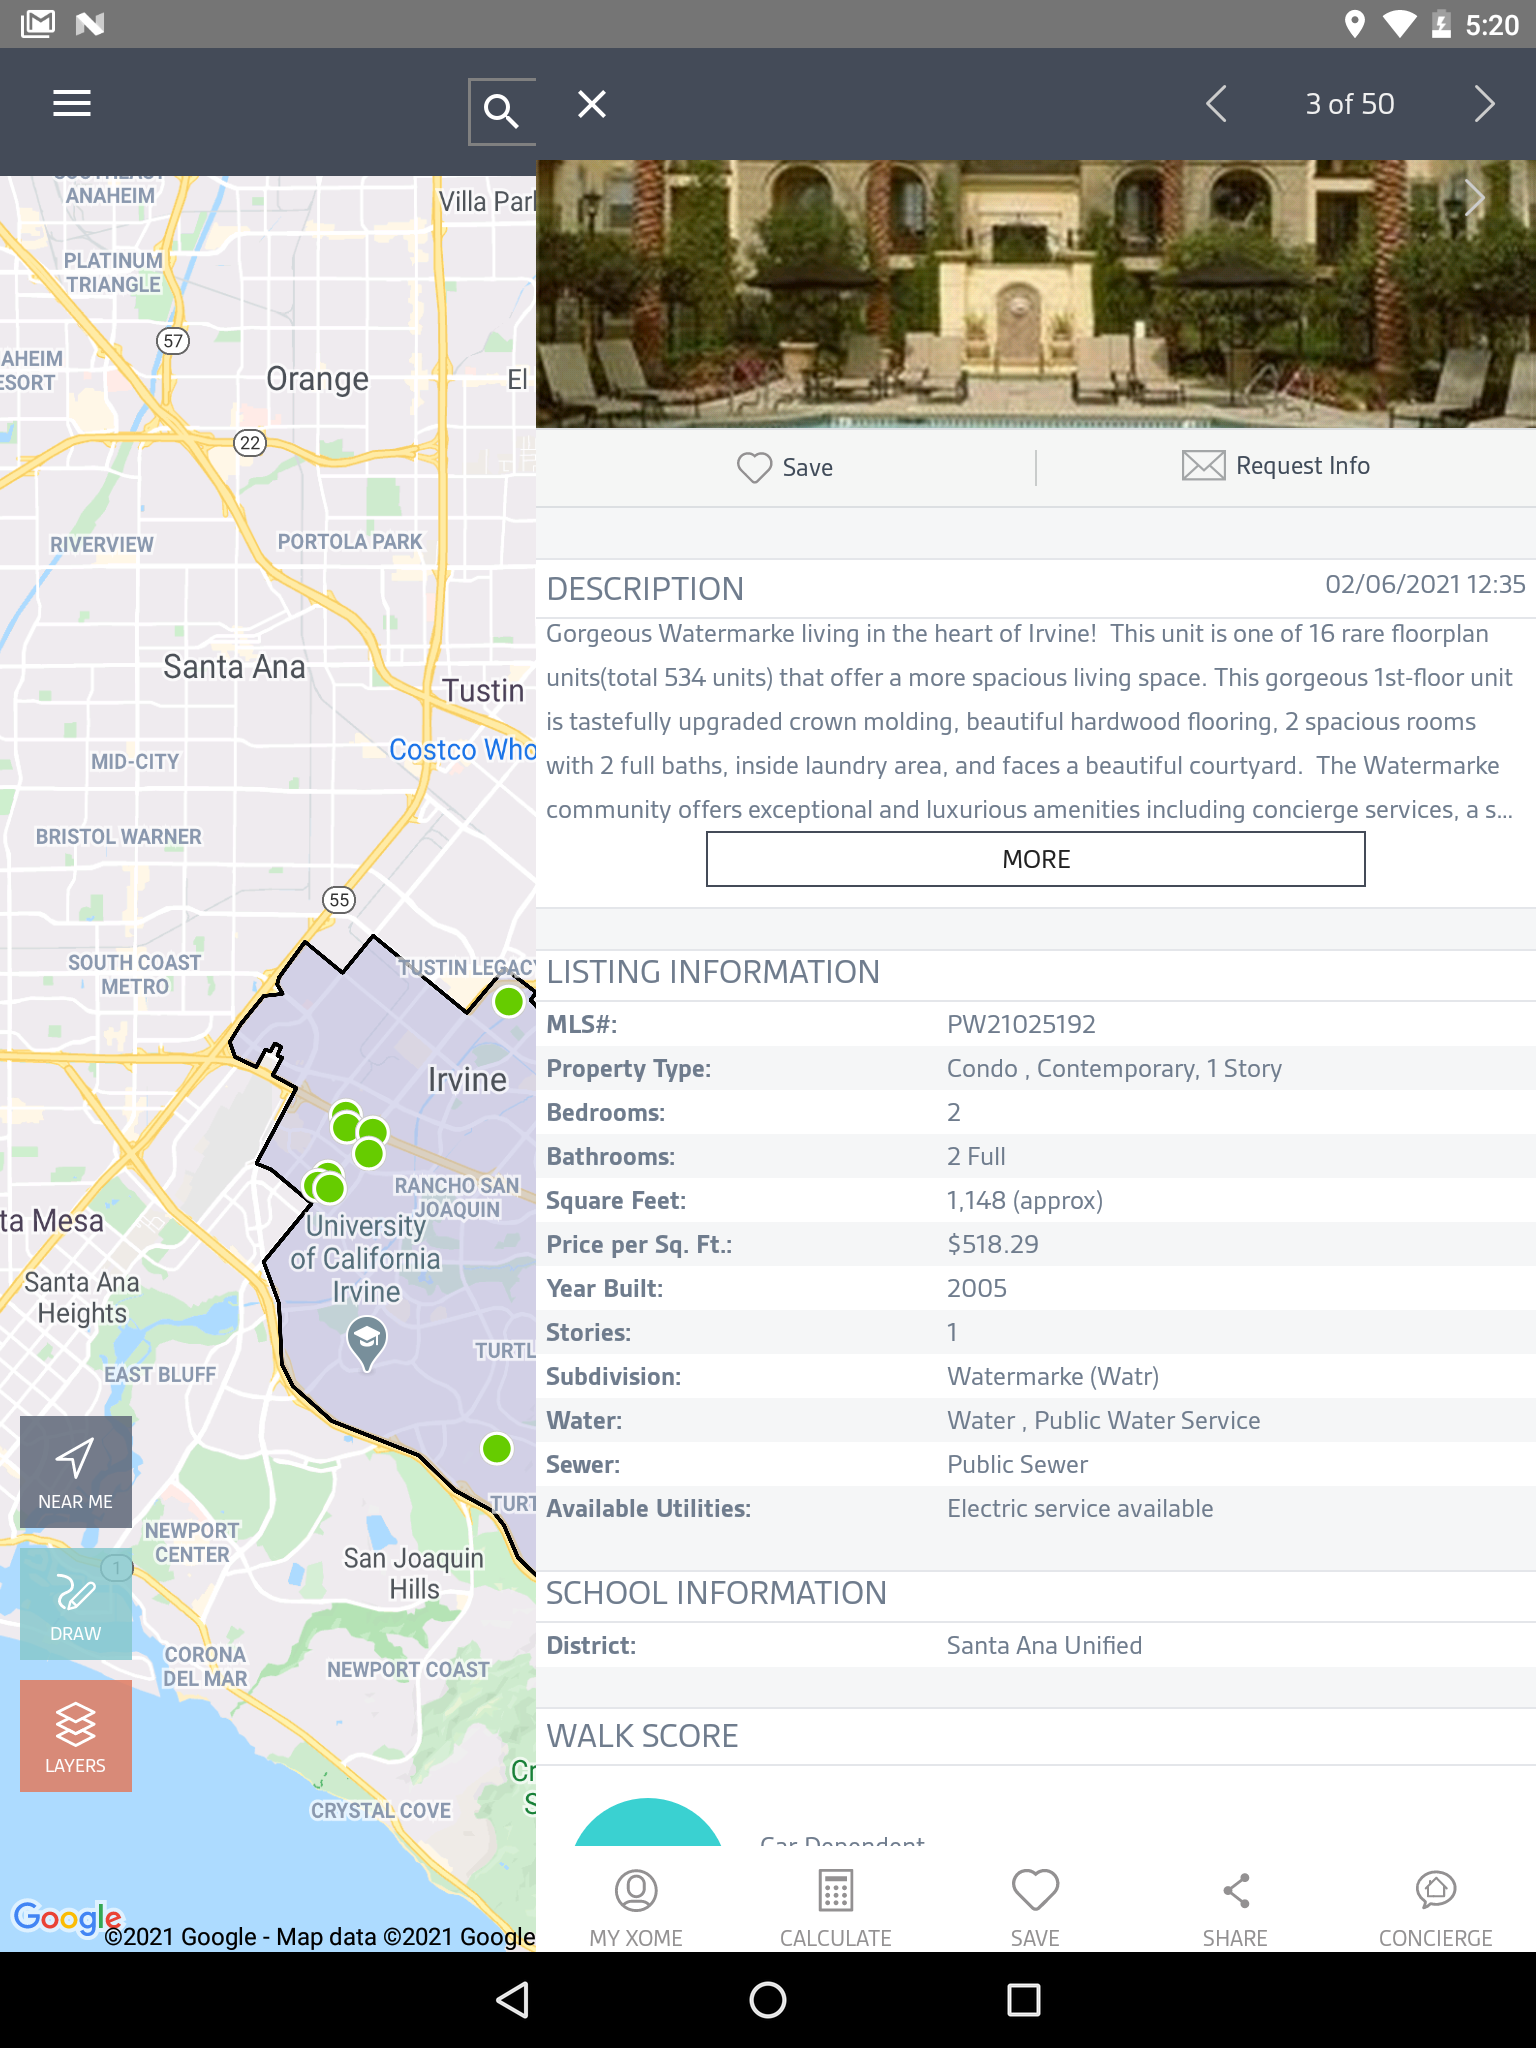 5:20
3 of 50
ANAHEIM
Villa Park
PLATINUM
TRIANGLE
57
AHEIM
ESORT
Orange
El
22
RIVERVIEW
PORTOLA PARK
Santa Ana
Tustin
Costco Who
MID-CITY
BRISTOL WARNER
55
SOUTH COAST
METRO
TUSTIN LEGACY
Irvine
RANCHO SAN
JOAQUIN
University
of California
Irvine
ta Mesa
Santa Ana
Heights
TURTL
EAST BLUFF
NEAR ME
TURT
NEWPORT
CENTER
San Joaquin
Hills
1
DRAW
CORONA
DEL MAR
NEWPORT COAST
LAYERS
Cr
S
CRYSTAL COVE
Google
©2021 Google - Map data ©2021 Google
Save
Request Info
DESCRIPTION
02/06/2021 12:35
Gorgeous Watermarke living in the heart of Irvine!  This unit is one of 16 rare floorplan
units(total 534 units) that offer a more spacious living space. This gorgeous 1st-floor unit
is tastefully upgraded crown molding, beautiful hardwood flooring, 2 spacious rooms
with 2 full baths, inside laundry area, and faces a beautiful courtyard.  The Watermarke
community offers exceptional and luxurious amenities including concierge services, a s...
MORE
LISTING INFORMATION
MLS#: PW21025192
Property Type: Condo , Contemporary, 1 Story
Bedrooms: 2
Bathrooms: 2 Full
Square Feet: 1,148 (approx)
Price per Sq. Ft.: $518.29
Year Built: 2005
Stories: 1
Subdivision: Watermarke (Watr)
Water: Water , Public Water Service
Sewer: Public Sewer
Available Utilities: Electric service available
SCHOOL INFORMATION
District: Santa Ana Unified
WALK SCORE
Car Dependent
MY XOME
CALCULATE
SAVE
SHARE
CONCIERGE